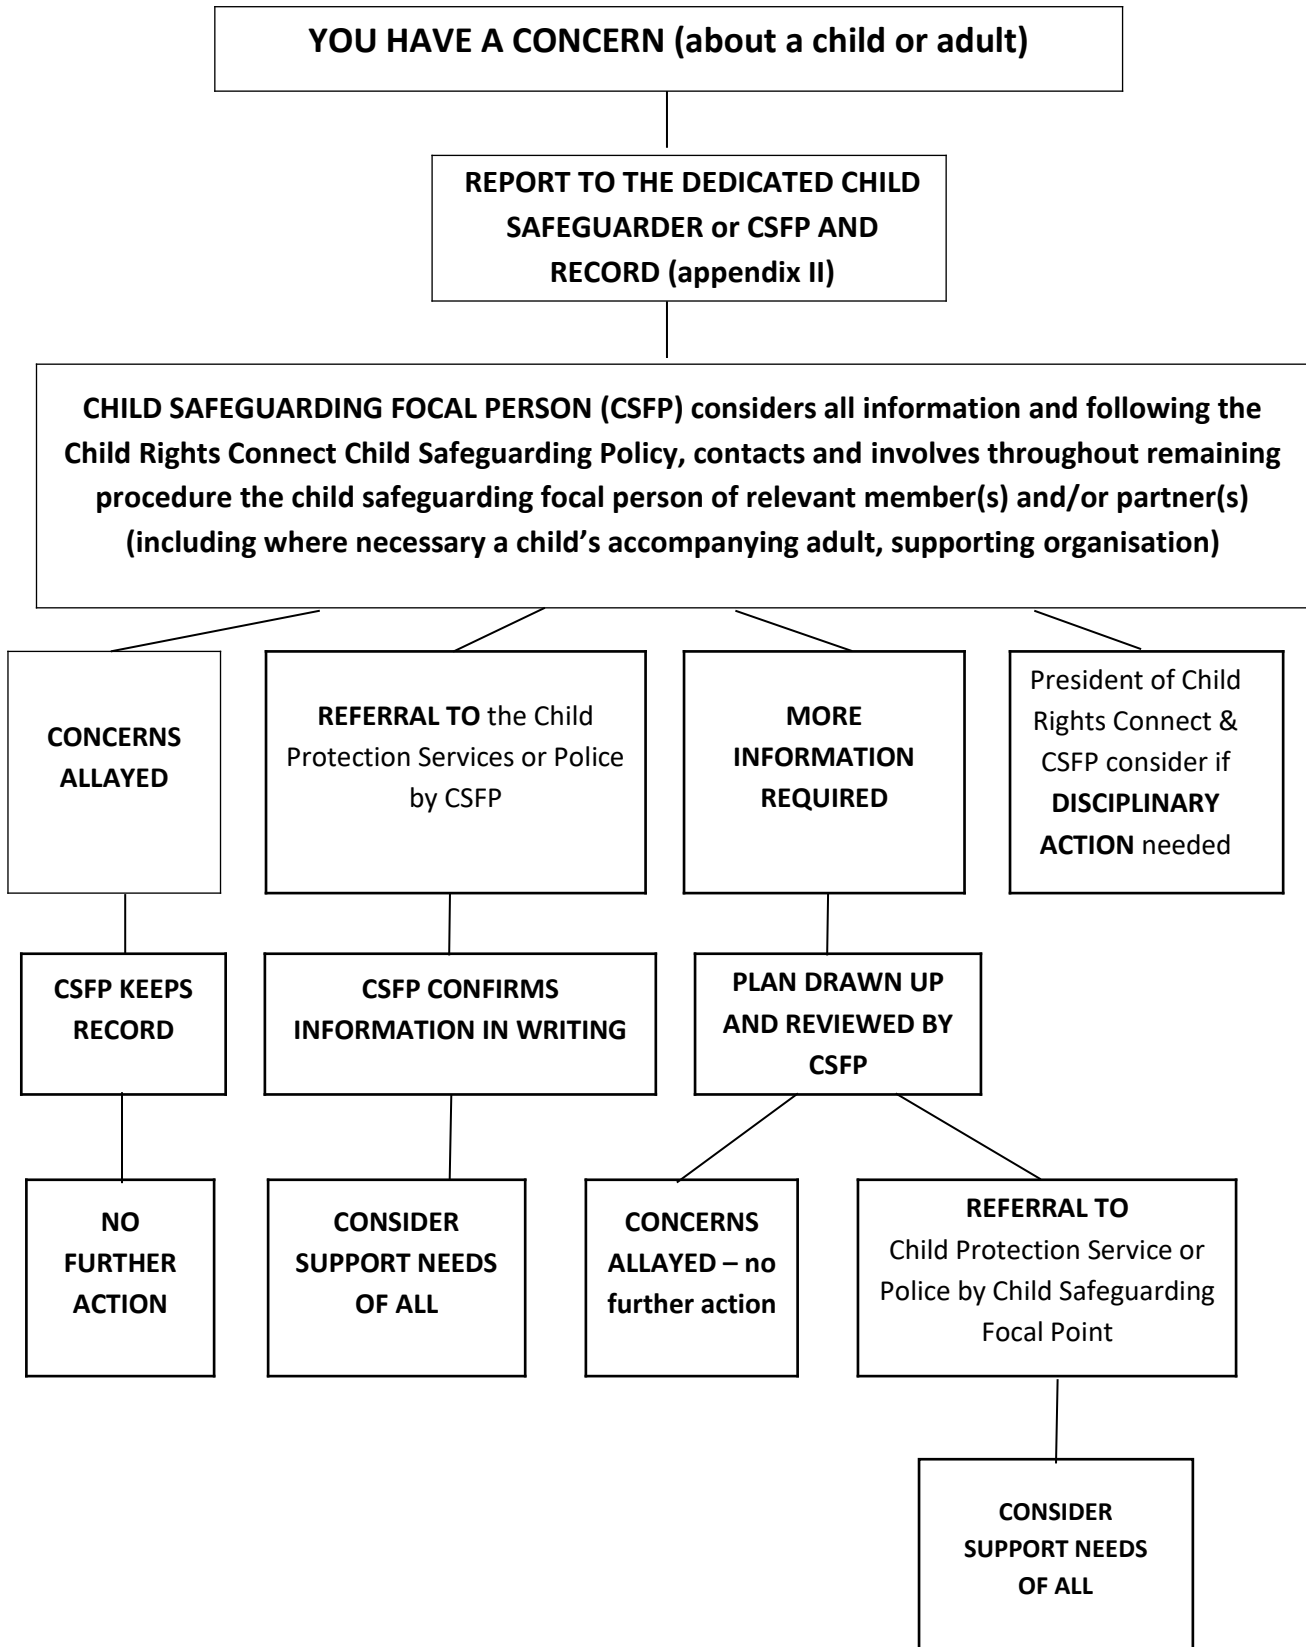 YOU HAVE A CONCERN (about a child or adult)
REPORT TO THE DEDICATED CHILD
SAFEGUARDER or CSFP AND
RECORD (appendix II)
CHILD SAFEGUARDING FOCAL PERSON (CSFP) considers all information and following the
Child Rights Connect Child Safeguarding Policy, contacts and involves throughout remaining
procedure the child safeguarding focal person of relevant member(s) and/or partner(s)
(including where necessary a child’s accompanying adult, supporting organisation)
CONCERNS
ALLAYED
REFERRAL TO the Child
Protection Services or Police
by CSFP
MORE
INFORMATION
REQUIRED
President of Child
Rights Connect &
CSFP consider if
DISCIPLINARY
ACTION needed
CSFP KEEPS
RECORD
CSFP CONFIRMS
INFORMATION IN WRITING
PLAN DRAWN UP
AND REVIEWED BY
CSFP
NO
FURTHER
ACTION
CONSIDER
SUPPORT NEEDS
OF ALL
CONCERNS
ALLAYED – no
further action
REFERRAL TO
Child Protection Service or
Police by Child Safeguarding
Focal Point
CONSIDER
SUPPORT NEEDS
OF ALL